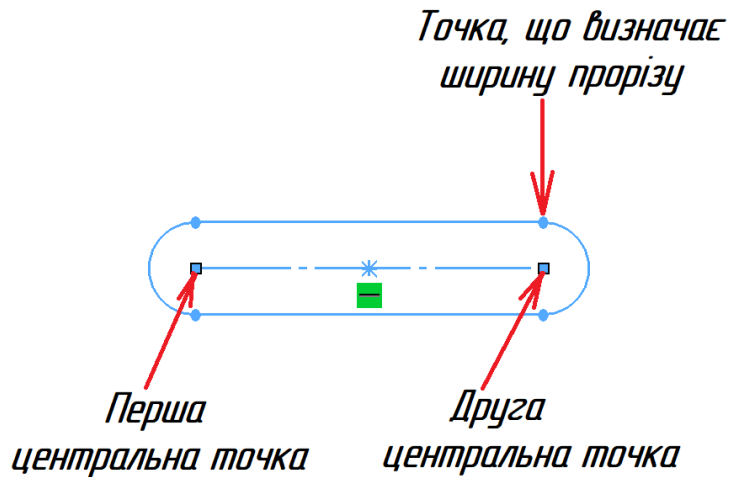 Точка, що визначає
ширину прорізу
Перша
центральна точка
Друга
центральна точка